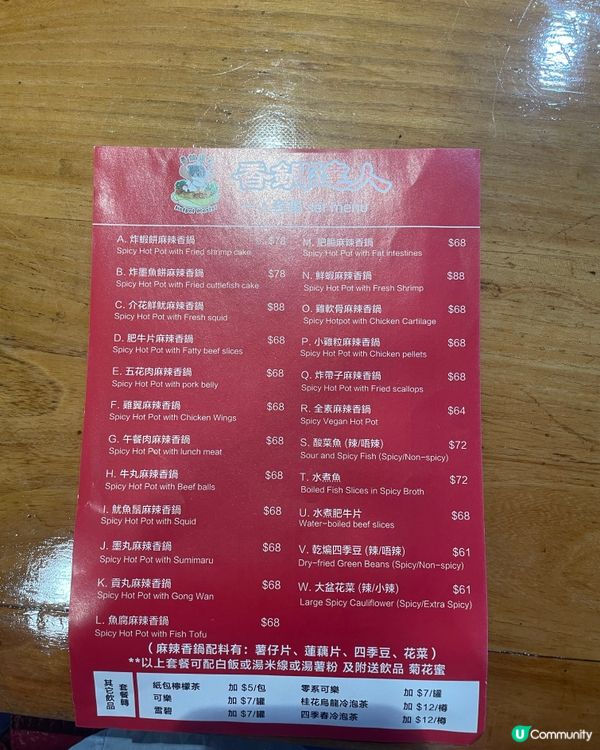 香鍋達人
set menu
A. 炸蝦餅麻辣香鍋 $78
Spicy Hot Pot with Fried shrimp cake
B. 炸墨魚餅麻辣香鍋 $78
Spicy Hot Pot with Fried cuttlefish cake
C. 介花鮮魷麻辣香鍋 $88
Spicy Hot Pot with Fresh squid
D. 肥牛片麻辣香鍋 $68
Spicy Hot Pot with Fatty beef slices
E. 五花肉麻辣香鍋 $68
Spicy Hot Pot with pork belly
F. 雞翼麻辣香鍋 $68
Spicy Hot Pot with Chicken Wings
G. 午餐肉麻辣香鍋 $68
Spicy Hot Pot with lunch meat
H. 牛丸麻辣香鍋 $68
Spicy Hot Pot with Beef balls
I. 魷魚鬚麻辣香鍋 $68
Spicy Hot Pot with Squid
J. 墨丸麻辣香鍋 $68
Spicy Hot Pot with Sumimaru
K. 貢丸麻辣香鍋 $68
Spicy Hot Pot with Gong Wan
L. 魚腐麻辣香鍋 $68
Spicy Hot Pot with Fish Tofu
M. 肥腸麻辣香鍋 $68
Spicy Hot Pot with Fat intestines
N. 鮮蝦麻辣香鍋 $88
Spicy Hot Pot with Fresh Shrimp
O. 雞軟骨麻辣香鍋 $68
Spicy Hotpot with Chicken Cartilage
P. 小雞粒麻辣香鍋 $68
Spicy Hot Pot with Chicken pellets
Q. 炸帶子麻辣香鍋 $68
Spicy Hot Pot with Fried scallops
R. 全素麻辣香鍋 $64
Spicy Vegan Hot Pot
S. 酸菜魚 (辣/唔辣) $72
Sour and Spicy Fish (Spicy/Non-spicy)
T. 水煮魚 $72
Boiled Fish Slices in Spicy Broth
U. 水煮肥牛片 $68
Water-boiled beef slices
V. 乾煸四季豆 (辣/唔辣) $61
Dry-fried Green Beans (Spicy/Non-spicy)
W. 大盆花菜 (辣/小辣) $61
Large Spicy Cauliflower (Spicy/Extra Spicy)
( 麻辣香鍋配料有：薯仔片、蓮藕片、四季豆、花菜 )
**以上套餐可配白飯或湯米線或湯薯粉 及附送飲品 菊花蜜
套餐轉其它飲品
紙包檸檬茶 加 $5/包 零系可樂 加 $7/罐
可樂 加 $7/罐 桂花烏龍冷泡茶 加 $12/樽
雪碧 加 $7/罐 四季春冷泡茶 加 $12/樽
U Community